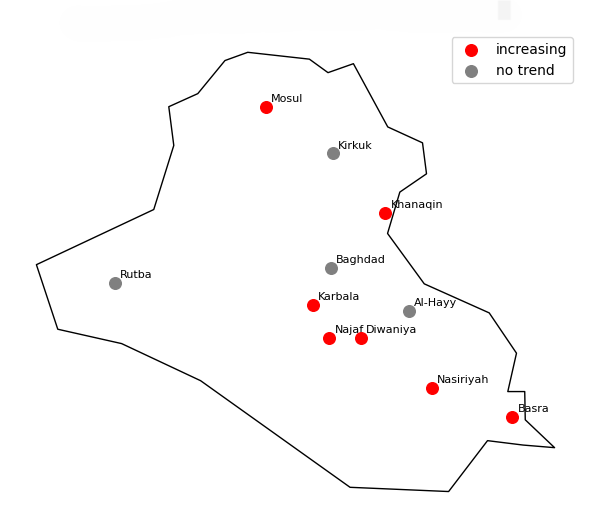 increasing
no trend
Mosul
Kirkuk
Khanaqin
Baghdad
Rutba
Karbala
Al-Hayy
Najaf
Diwaniya
Nasiriyah
Basra